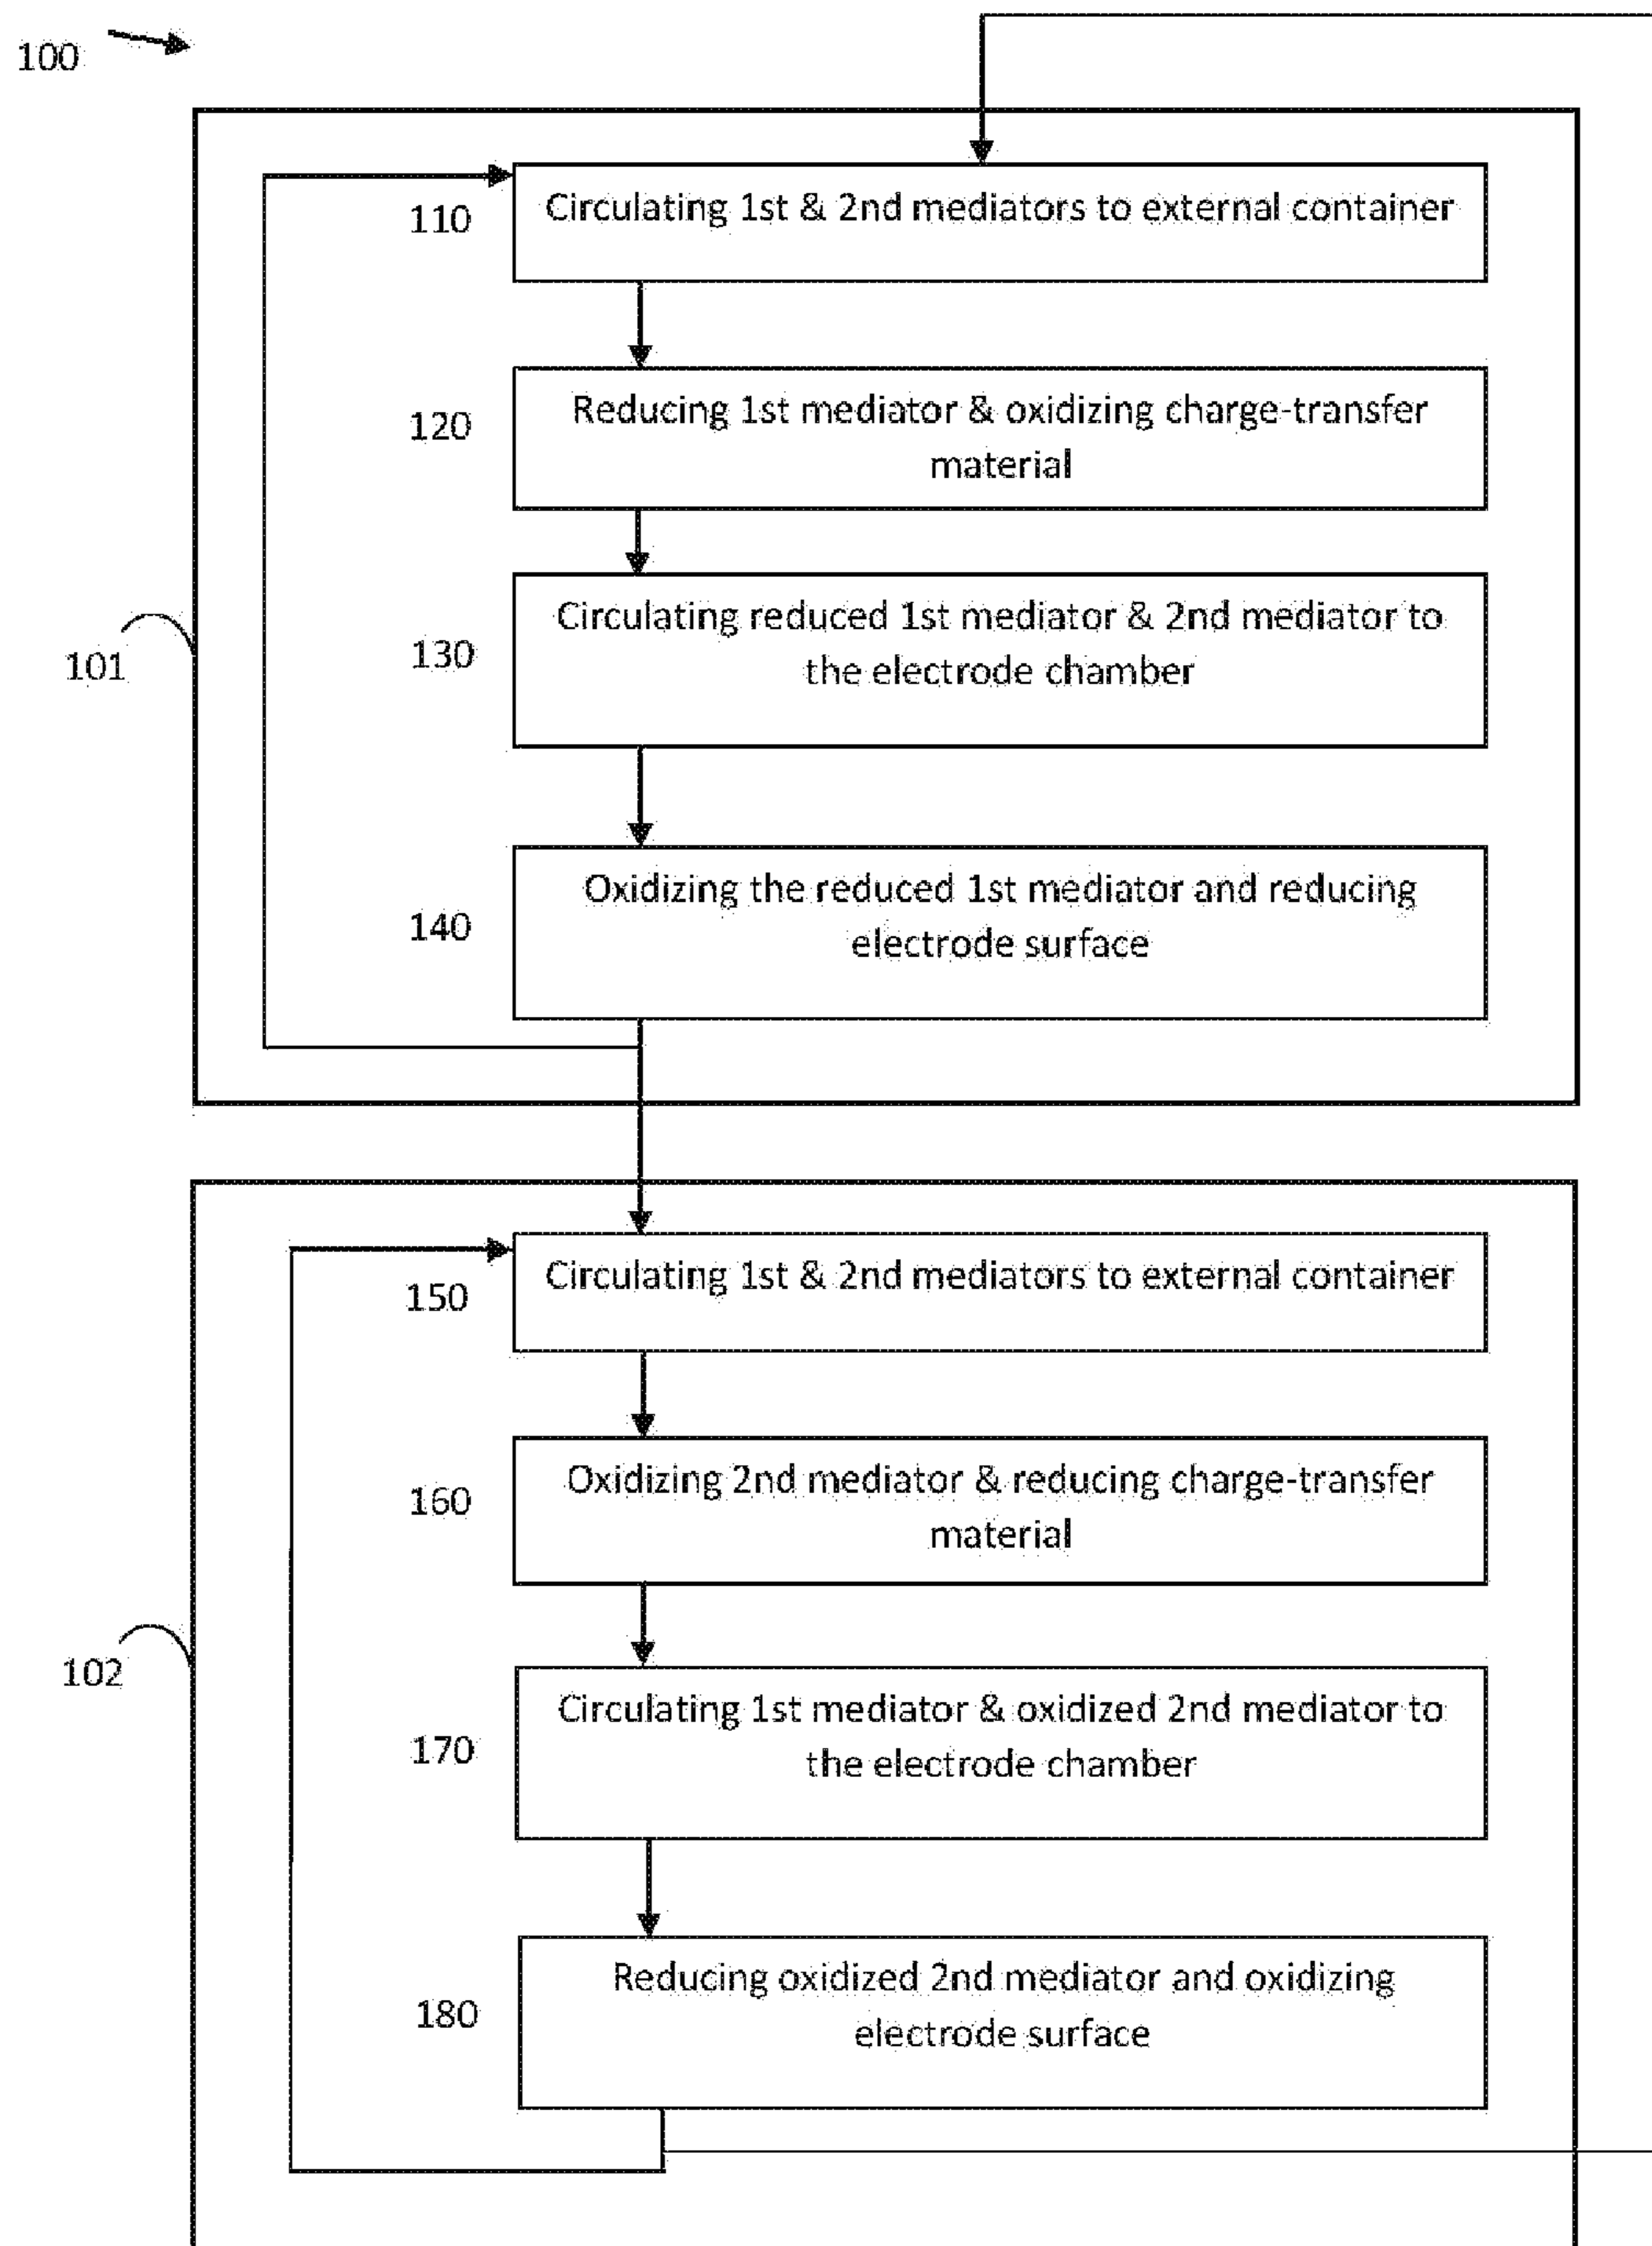 100
110
Circulating 1st & 2nd mediators to external container
120
Reducing 1st mediator & oxidizing charge-transfer
material
130
Circulating reduced 1st mediator & 2nd mediator to
the electrode chamber
101
140
Oxidizing the reduced 1st mediator and reducing
electrode surface
150
Circulating 1st & 2nd mediators to external container
160
Oxidizing 2nd mediator & reducing charge-transfer
material
102
170
Circulating 1st mediator & oxidized 2nd mediator to
the electrode chamber
180
Reducing oxidized 2nd mediator and oxidizing
electrode surface